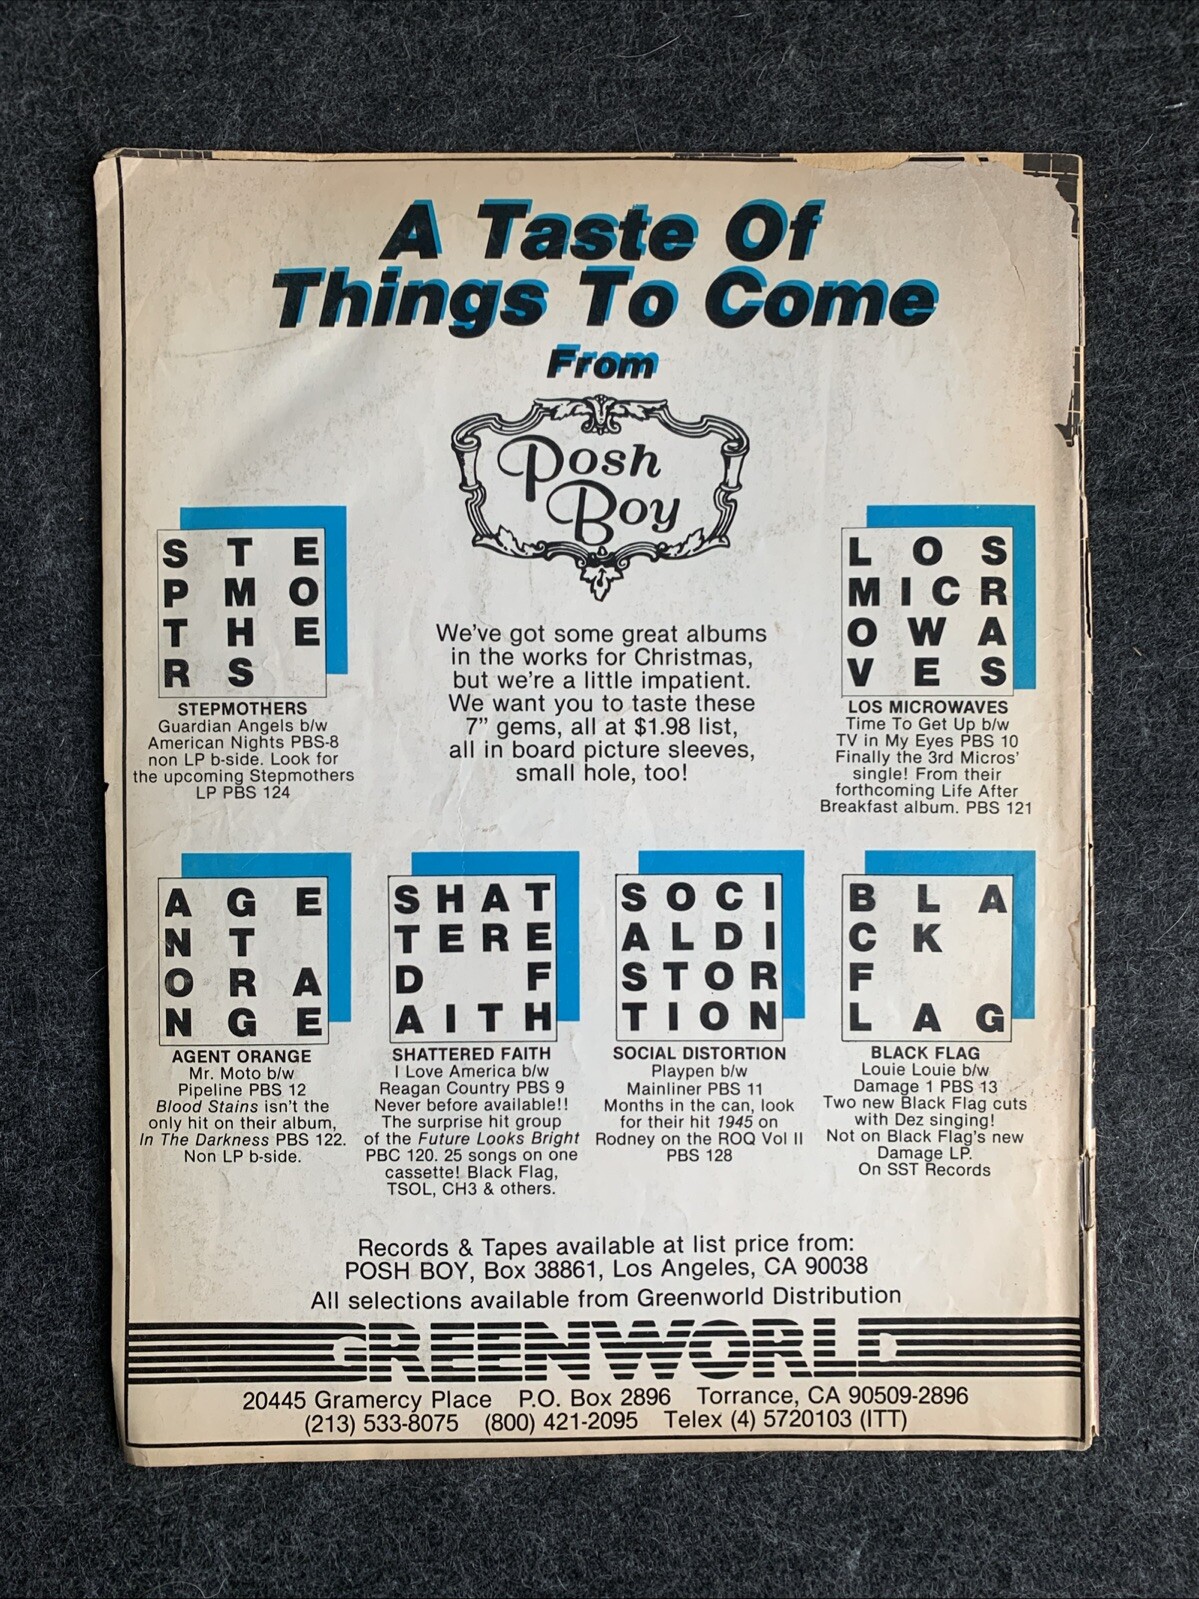 A Taste Of
Things To Come
From
Posh
Boy
We've got some great albums
in the works for Christmas,
but we're a little impatient.
We want you to taste these
7" gems, all at $1.98 list,
all in board picture sleeves,
small hole, too!
S T E
P M O
T H E
R S
STEPMOTHERS
Guardian Angels b/w
American Nights PBS-8
non LP b-side. Look for
the upcoming Stepmothers
LP PBS 124
L O S
M I C R
O W A
V E S
LOS MICROWAVES
Time To Get Up b/w
TV in My Eyes PBS 10
Finally the 3rd Micros'
single! From their
forthcoming Life After
Breakfast album. PBS 121
A G E
N T
O R A
N G E
AGENT ORANGE
Mr. Moto b/w
Pipeline PBS 12
Blood Stains isn't the
only hit on their album,
In The Darkness PBS 122.
Non LP b-side.
S H A T
T E R E
D F
A I T H
SHATTERED FAITH
I Love America b/w
Reagan Country PBS 9
Never before available!!
The surprise hit group
of the Future Looks Bright
PBC 120. 25 songs on one
cassette! Black Flag,
TSOL, CH3 & others.
S O C I
A L D I
S T O R
T I O N
SOCIAL DISTORTION
Playpen b/w
Mainliner PBS 11
Months in the can, look
for their hit 1945 on
Rodney on the ROQ Vol II
PBS 128
B L A
C K
F
L A G
BLACK FLAG
Louie Louie b/w
Damage 1 PBS 13
Two new Black Flag cuts
with Dez singing!
Not on Black Flag's new
Damage LP.
On SST Records
Records & Tapes available at list price from:
POSH BOY, Box 38861, Los Angeles, CA 90038
All selections available from Greenworld Distribution
GREENWORLD
20445 Gramercy Place P.O. Box 2896 Torrance, CA 90509-2896
(213) 533-8075 (800) 421-2095 Telex (4) 5720103 (ITT)